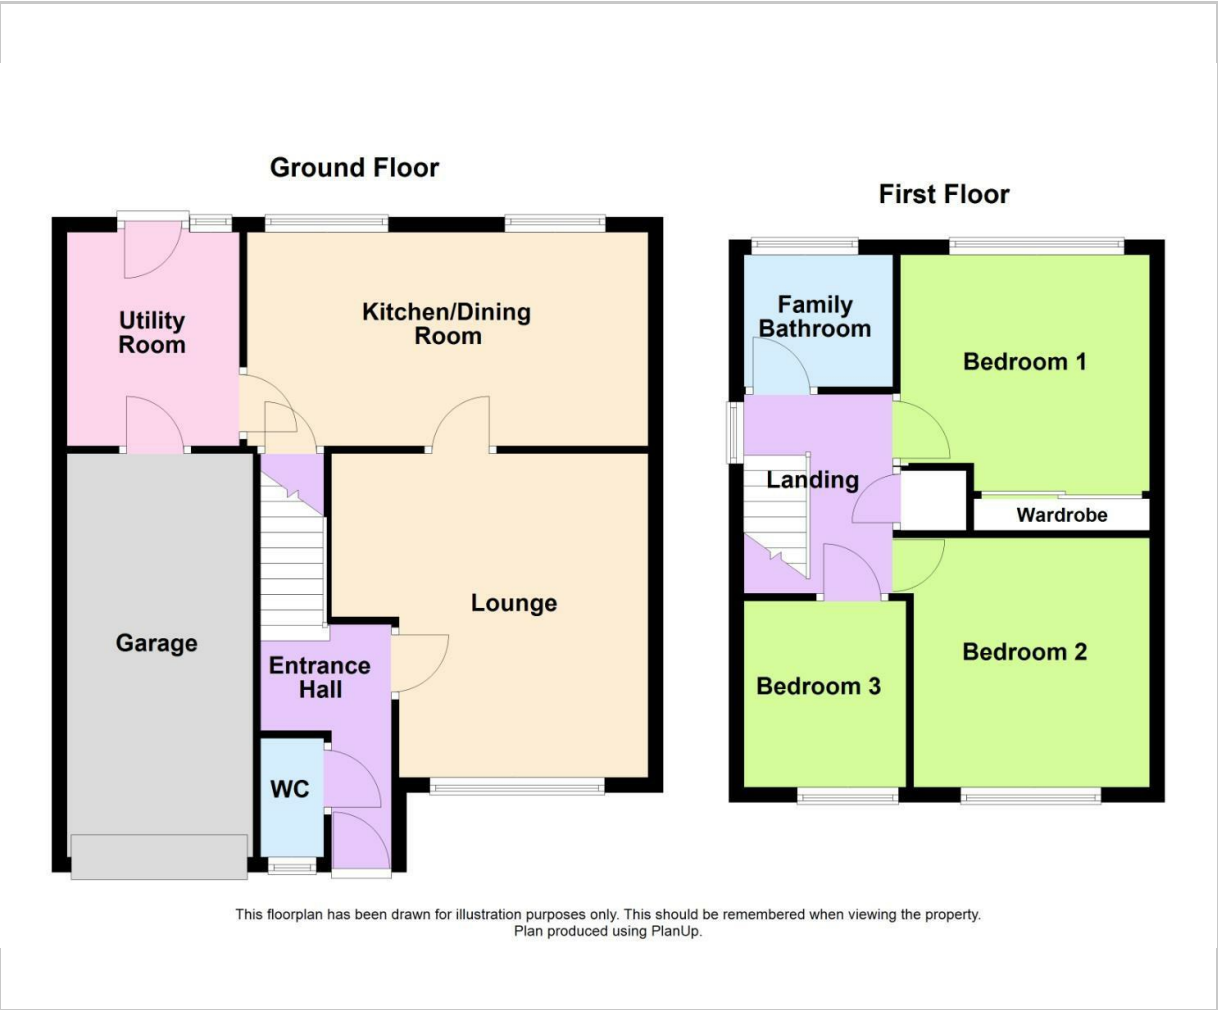 Ground Floor
Utility
Room
Kitchen/Dining
Room
Garage
Lounge
Entrance
Hall
WC
First Floor
Family
Bathroom
Bedroom 1
Landing
Wardrobe
Bedroom 2
Bedroom 3
This floorplan has been drawn for illustration purposes only. This should be remembered when viewing the property.
Plan produced using PlanUp.